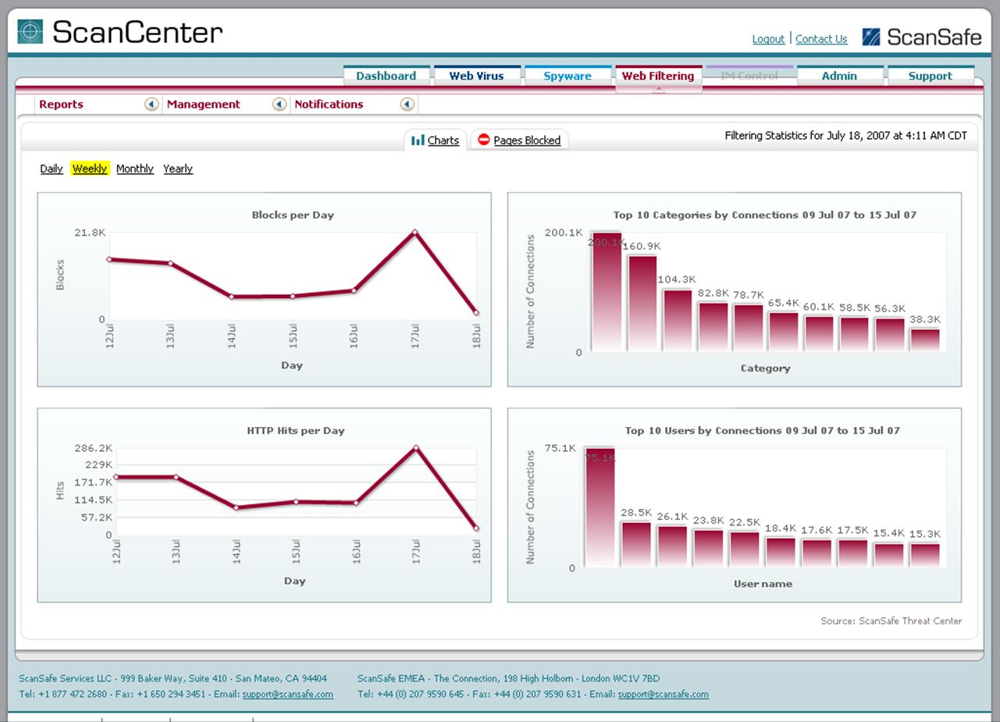 ScanCenter
Logout | Contact Us
ScanSafe
Dashboard Web Virus Spyware Web Filtering IM Control Admin Support
Reports Management Notifications
Charts Pages Blocked
Filtering Statistics for July 18, 2007 at 4:11 AM CDT
Daily Weekly Monthly Yearly
Blocks per Day
21.8K
Blocks
0
12Jul 13Jul 14Jul 15Jul 16Jul 17Jul 18Jul
Day
Top 10 Categories by Connections 09 Jul 07 to 15 Jul 07
200.1K
Number of Connections
200.1K 160.9K 104.3K 82.8K 78.7K 65.4K 60.1K 58.5K 56.3K 38.3K
0
Category
HTTP Hits per Day
286.2K
229K
171.7K
Hits
114.5K
57.2K
0
12Jul 13Jul 14Jul 15Jul 16Jul 17Jul 18Jul
Day
Top 10 Users by Connections 09 Jul 07 to 15 Jul 07
75.1K
Number of Connections
75.1K 28.5K 26.1K 23.8K 22.5K 18.4K 17.6K 17.5K 15.4K 15.3K
0
User name
Source: ScanSafe Threat Center
ScanSafe Services LLC - 999 Baker Way, Suite 410 - San Mateo, CA 94404
Tel: +1 877 472 2680 - Fax: +1 650 294 3451 - Email: support@scansafe.com
ScanSafe EMEA - The Connection, 198 High Holborn - London WC1V 7BD
Tel: +44 (0) 207 9590 645 - Fax: +44 (0) 207 9590 631 - Email: support@scansafe.com